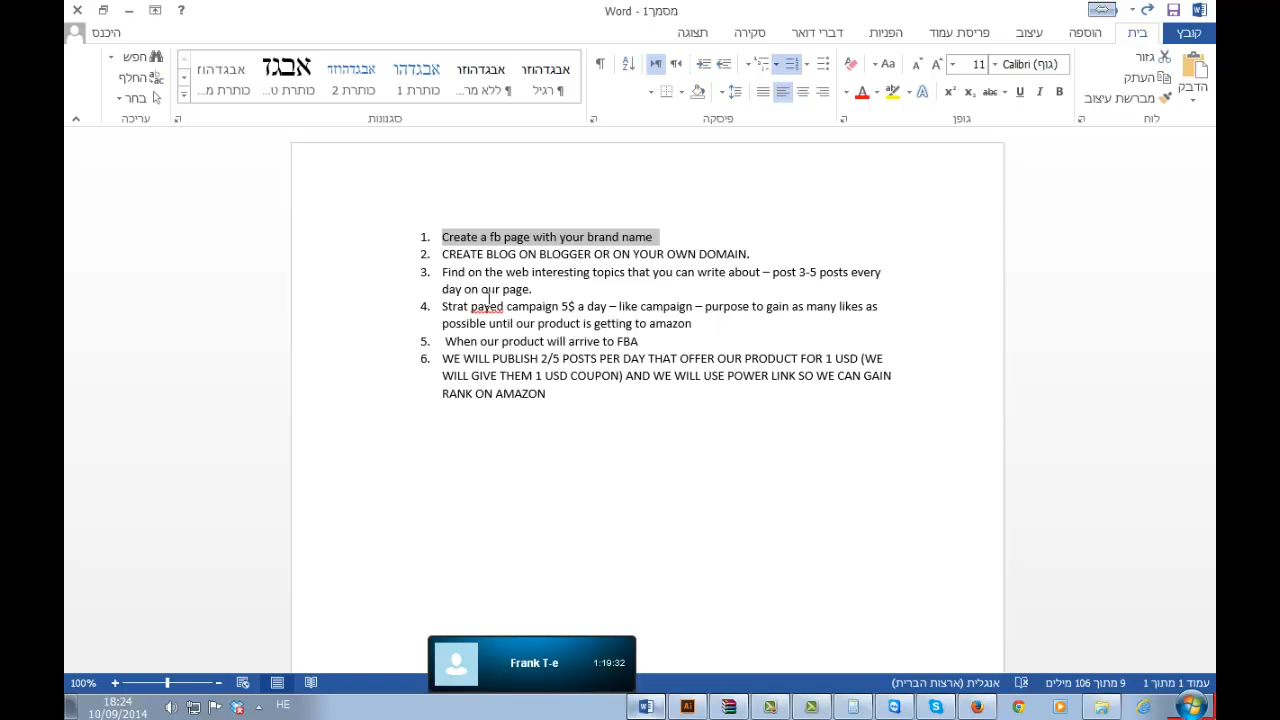 מסמך1 - Word
היכנס
קובץ
בית
הוספה
עיצוב
פריסת עמוד
הפניות
דברי דואר
סקירה
תצוגה
גזור
העתק
מברשת עיצוב
הדבק
לוח
Calibri (גוף)
11
גופן
פיסקה
אבגדהוזר
¶ רגיל
אבגדהוזר
¶ ללא מר...
אבגדהו
כותרת 1
אבגדהוזר
כותרת 2
אבגד
כותרת ט...
אבגדהוז
כותרת מ...
סגנונות
חפש
החלף
בחר
עריכה
1. Create a fb page with your brand name
2. CREATE BLOG ON BLOGGER OR ON YOUR OWN DOMAIN.
3. Find on the web interesting topics that you can write about – post 3-5 posts every
day on our page.
4. Strat payed campaign 5$ a day – like campaign – purpose to gain as many likes as
possible until our product is getting to amazon
5. When our product will arrive to FBA
6. WE WILL PUBLISH 2/5 POSTS PER DAY THAT OFFER OUR PRODUCT FOR 1 USD (WE
WILL GIVE THEM 1 USD COUPON) AND WE WILL USE POWER LINK SO WE CAN GAIN
RANK ON AMAZON
Frank T-e
1:19:32
עמוד 1 מתוך 1
9 מתוך 106 מילים
אנגלית (ארצות הברית)
100%
HE
18:24
10/09/2014